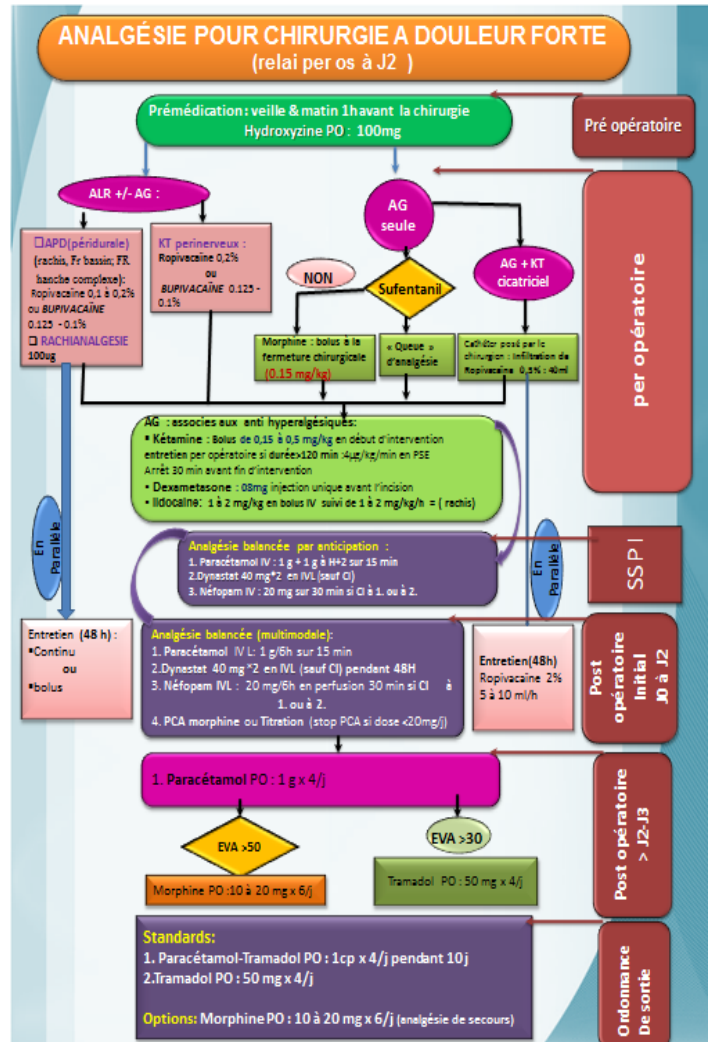 ANALGÉSIE POUR CHIRURGIE A DOULEUR FORTE
(relai per os à J2 )
Prémédication : veille & matin 1h avant la chirurgie
Hydroxyzine PO : 100mg
Pré opératoire
ALR +/- AG :
AG
seule
AG + KT
cicatriciel
per opératoire
APD(péridurale)
(rachis, Fr bassin; FR
hanche complexe):
Ropivacaïne 0,1 à 0,2%
ou BUPIVACAÏNE
0.125 - 0.1%
RACHIANALGESIE
100ug
KT perinerveux :
Ropivacaïne 0,2%
ou
BUPIVACAÏNE 0.125 -
0.1%
NON
Sufentanil
Morphine : bolus à la
fermeture chirurgicale
(0.15 mg/kg)
« Queue »
d'analgésie
Cathéter posé par le
chirurgien : Infiltration de
Ropivacaïne 0,5% : 40ml
AG : associes aux anti hyperalgésiques:
▪ Kétamine : Bolus de 0,15 à 0,5 mg/kg en début d'intervention
entretien per opératoire si durée>120 min :4µg/kg/min en PSE
Arrêt 30 min avant fin d'intervention
▪ Dexametasone : 08mg injection unique avant l'incision
▪ lidocaine: 1 à 2 mg/kg en bolus IV suivi de 1 à 2 mg/kg/h = ( rachis)
En
Parallèle
En
Parallèle
Analgésie balancée par anticipation :
1. Paracétamol IV : 1 g + 1 g à H+2 sur 15 min
2.Dynastat 40 mg*2 en IVL (sauf CI)
3. Néfopam IV : 20 mg sur 30 min si CI à 1. ou à 2.
SSPI
Entretien (48 h) :
▪Continu
ou
▪bolus
Analgésie balancée (multimodale):
1. Paracétamol IV L: 1 g/6h sur 15 min
2.Dynastat 40 mg *2 en IVL (sauf CI) pendant 48H
3. Néfopam IVL : 20 mg/6h en perfusion 30 min si CI à
1. ou à 2.
4. PCA morphine ou Titration (stop PCA si dose <20mg/j)
Entretien(48h)
Ropivacaine 2%
5 à 10 ml/h
Post
opératoire
Initial
J0 à J2
1. Paracétamol PO : 1 g x 4/j
EVA >50
EVA >30
Morphine PO :10 à 20 mg x 6/j
Tramadol PO : 50 mg x 4/j
Post opératoire
> J2-J3
Standards:
1. Paracétamol-Tramadol PO : 1cp x 4/j pendant 10j
2.Tramadol PO : 50 mg x 4/j
Options: Morphine PO : 10 à 20 mg x 6/j (analgésie de secours)
Ordonnance
De sortie